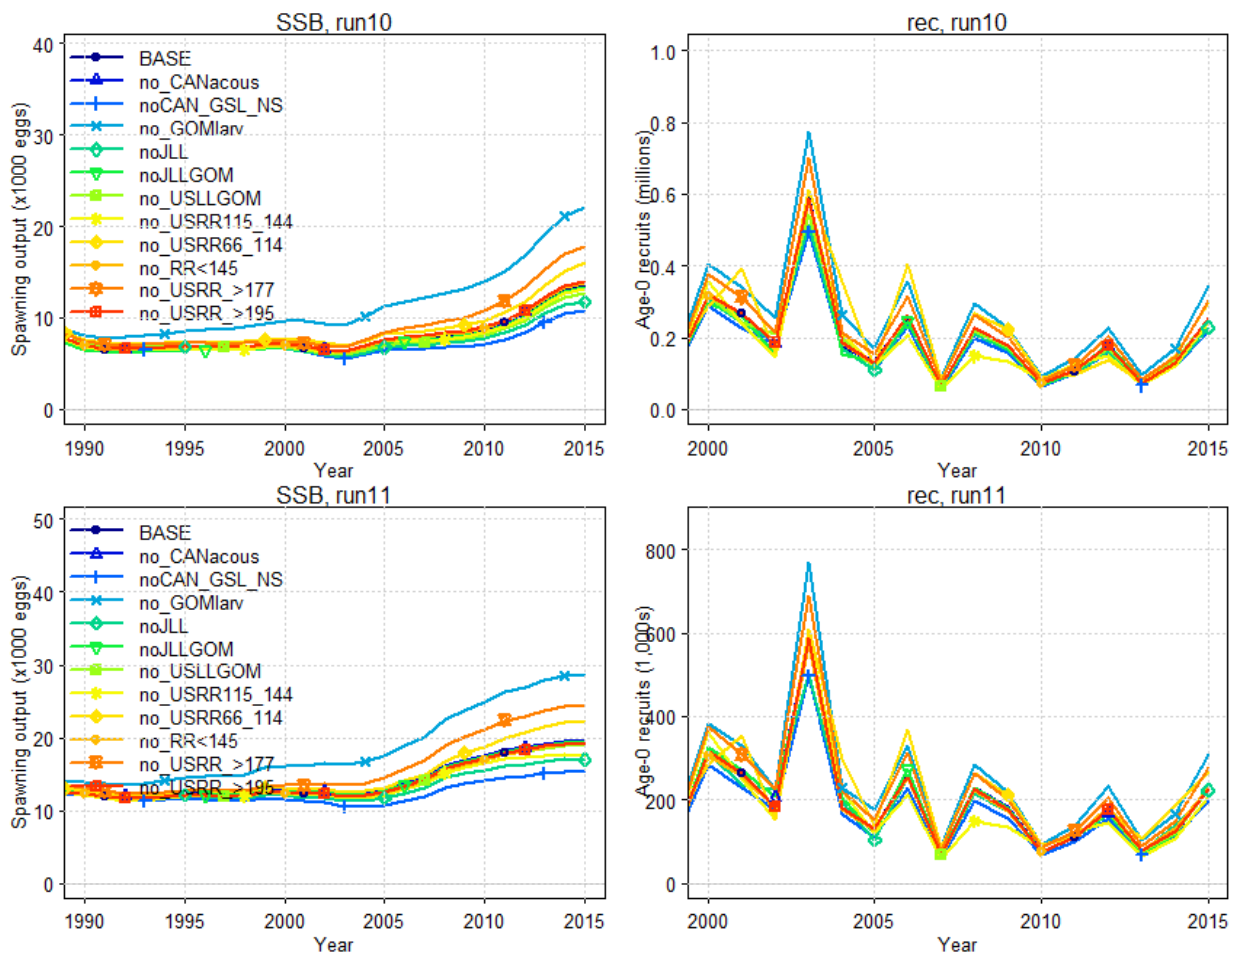 SSB, run10
Spawning output (x1000 eggs)
40
30
20
10
0
BASE
no_CANacous
noCAN_GSL_NS
no_GOMlarv
noJLL
noJLLGOM
no_USLLGOM
no_USRR115_144
no_USRR66_114
no_RR<145
no_USRR_>177
no_USRR_>195
1990 1995 2000 2005 2010 2015
Year
rec, run10
Age-0 recruits (millions)
1.0
0.8
0.6
0.4
0.2
0.0
2000 2005 2010 2015
Year
SSB, run11
Spawning output (x1000 eggs)
50
40
30
20
10
0
BASE
no_CANacous
noCAN_GSL_NS
no_GOMlarv
noJLL
noJLLGOM
no_USLLGOM
no_USRR115_144
no_USRR66_114
no_RR<145
no_USRR_>177
no_USRR_>195
1990 1995 2000 2005 2010 2015
Year
rec, run11
Age-0 recruits (1,000s)
800
600
400
200
0
2000 2005 2010 2015
Year